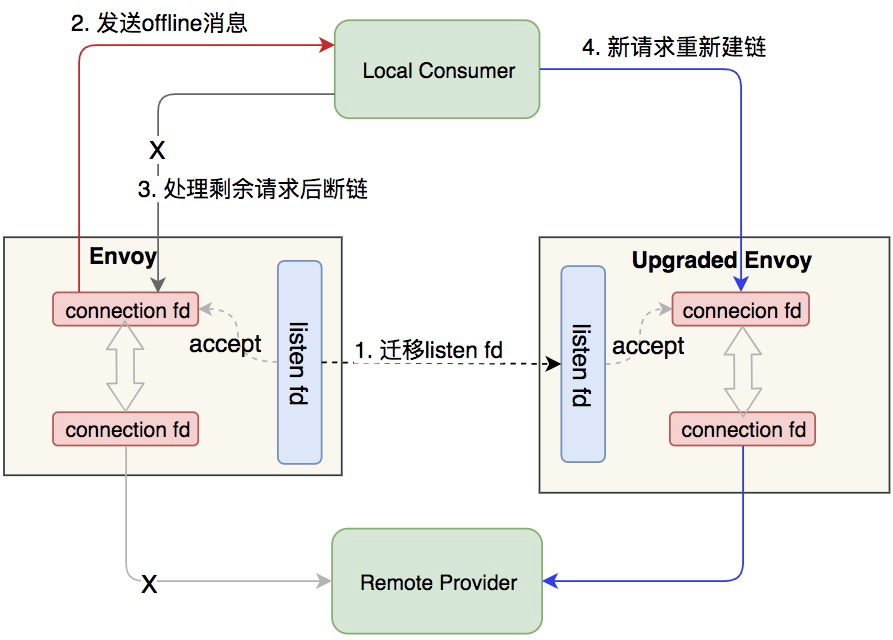 2. 发送offline消息
Local Consumer
4. 新请求重新建链
X
3. 处理剩余请求后断链
Envoy
Upgraded Envoy
connection fd
accept
listen fd
1. 迁移listen fd
listen fd
connecion fd
accept
connection fd
connection fd
X
Remote Provider